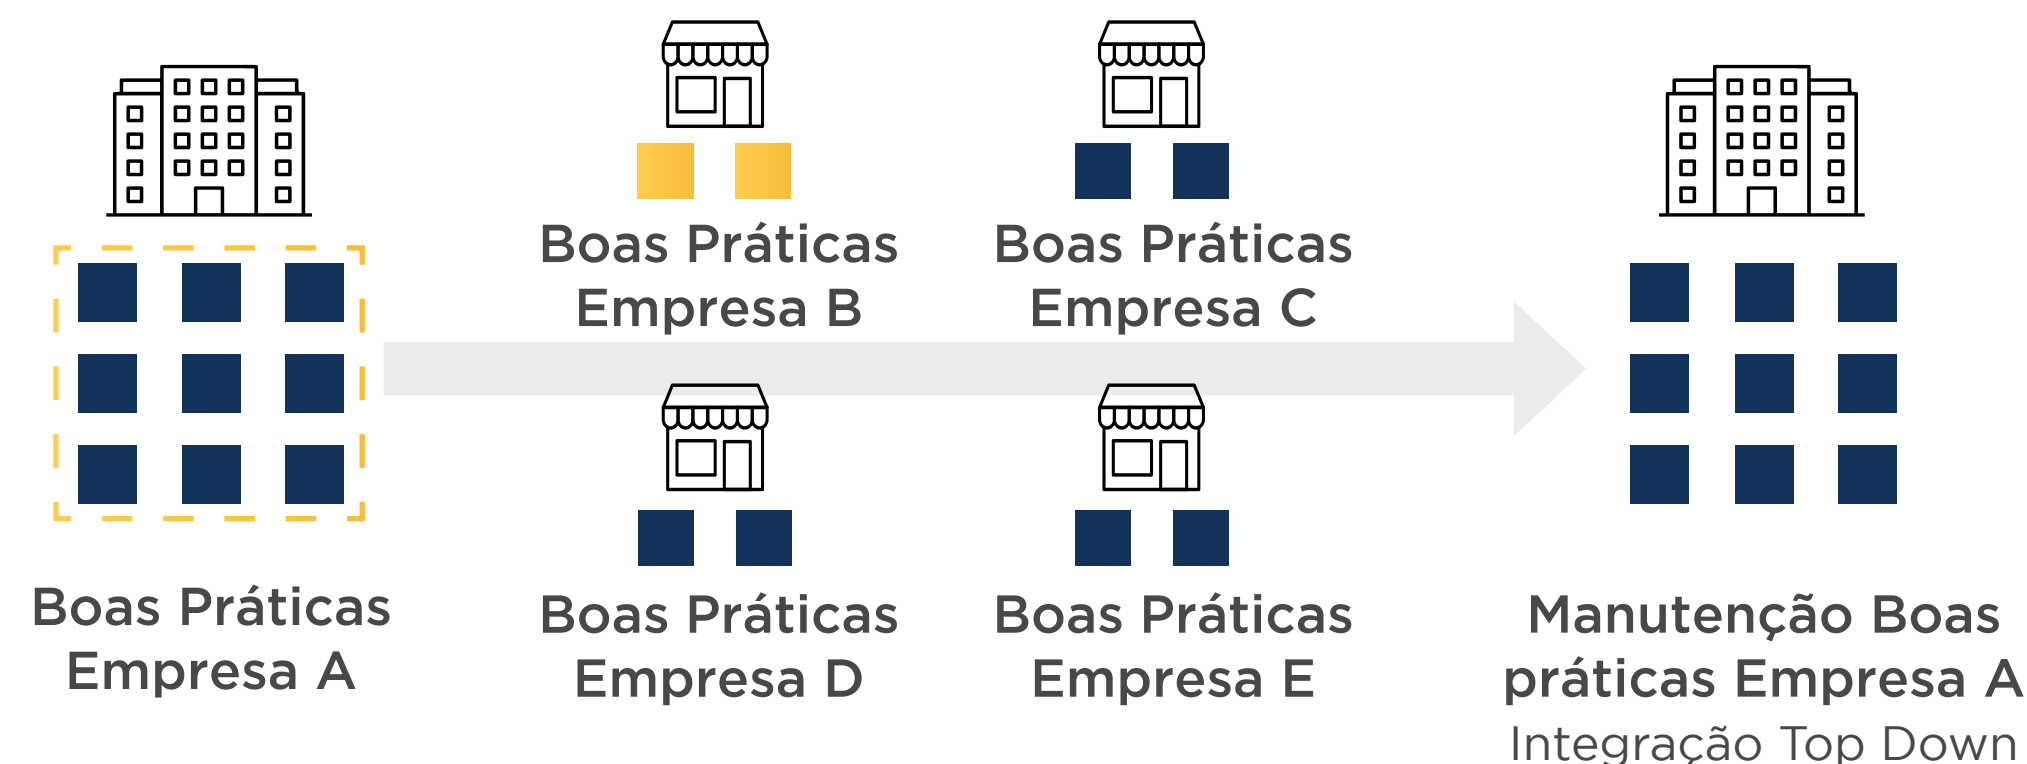 Boas Práticas
Empresa A
Boas Práticas
Empresa B
Boas Práticas
Empresa C
Boas Práticas
Empresa D
Boas Práticas
Empresa E
Manutenção Boas
práticas Empresa A
Integração Top Down